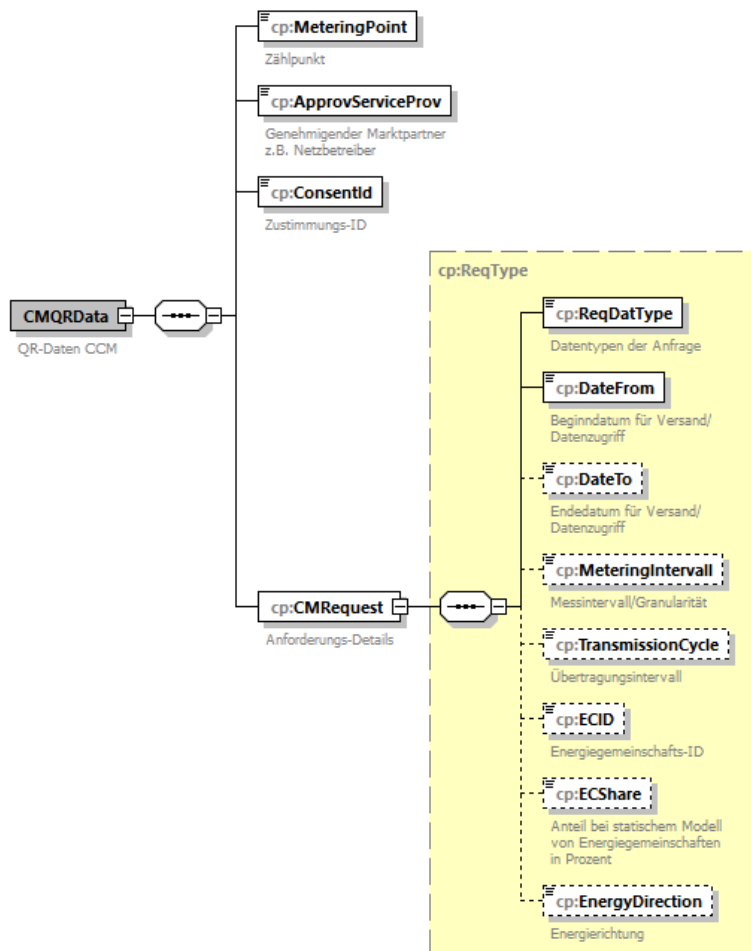 cp:MeteringPoint
Zählpunkt
cp:ApprovServiceProv
Genehmigender Marktpartner
z.B. Netzbetreiber
cp:ConsentId
Zustimmungs-ID
CMQRData
QR-Daten CCM
cp:CMRequest
Anforderungs-Details
cp:ReqType
cp:ReqDatType
Datentypen der Anfrage
cp:DateFrom
Beginndatum für Versand/
Datenzugriff
cp:DateTo
Endedatum für Versand/
Datenzugriff
cp:MeteringIntervall
Messintervall/Granularität
cp:TransmissionCycle
Übertragungsintervall
cp:ECID
Energiegemeinschafts-ID
cp:ECShare
Anteil bei statischem Modell
von Energiegemeinschaften
in Prozent
cp:EnergyDirection
Energierichtung